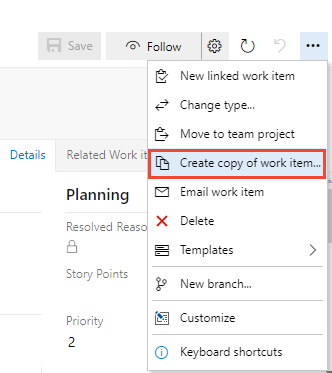 Save
Follow
New linked work item
Change type...
Move to team project
Details
Related Work it
Create copy of work item...
Planning
Email work item
Resolved Reaso
Delete
Templates
Story Points
New branch...
Priority
Customize
2
Keyboard shortcuts